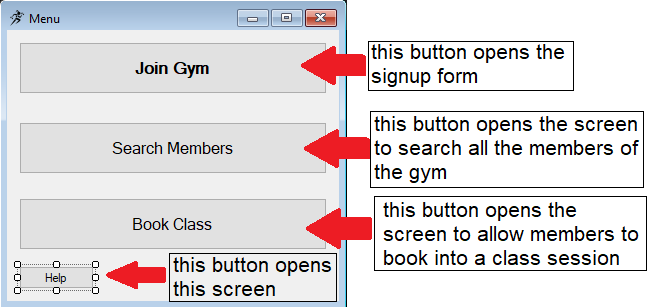 Menu
Join Gym
this button opens the
signup form
Search Members
this button opens the screen
to search all the members of
the gym
Book Class
this button opens the
screen to allow members to
book into a class session
Help
this button opens
this screen